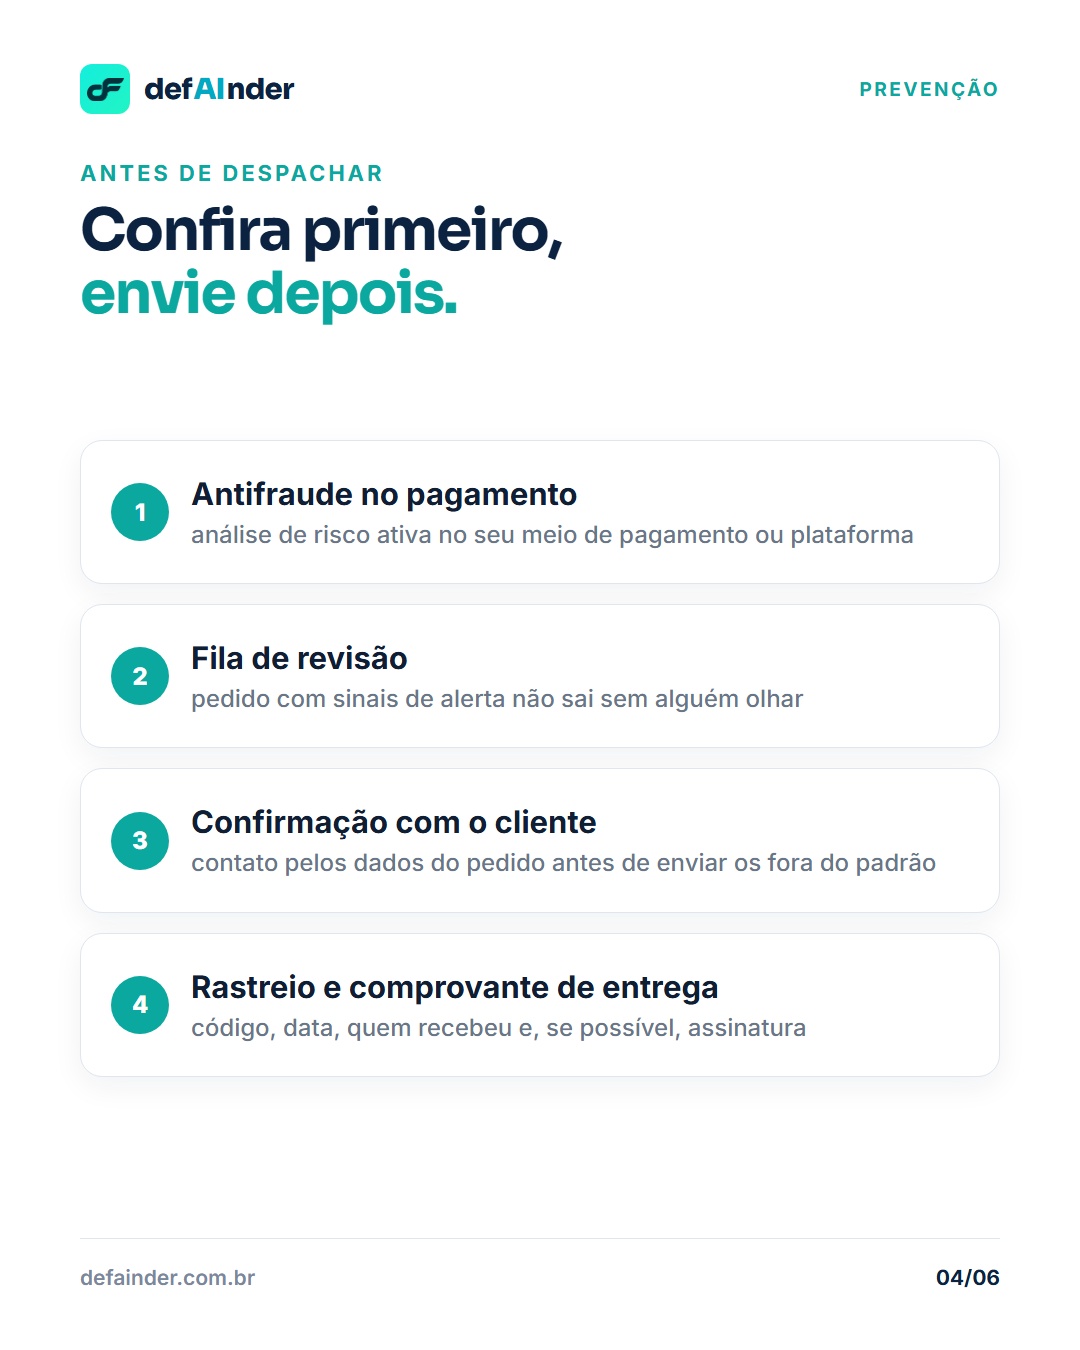 defAInder
PREVENÇÃO
ANTES DE DESPACHAR
Confira primeiro,
envie depois.
1
Antifraude no pagamento
análise de risco ativa no seu meio de pagamento ou plataforma
2
Fila de revisão
pedido com sinais de alerta não sai sem alguém olhar
3
Confirmação com o cliente
contato pelos dados do pedido antes de enviar os fora do padrão
4
Rastreio e comprovante de entrega
código, data, quem recebeu e, se possível, assinatura
defainder.com.br
04/06